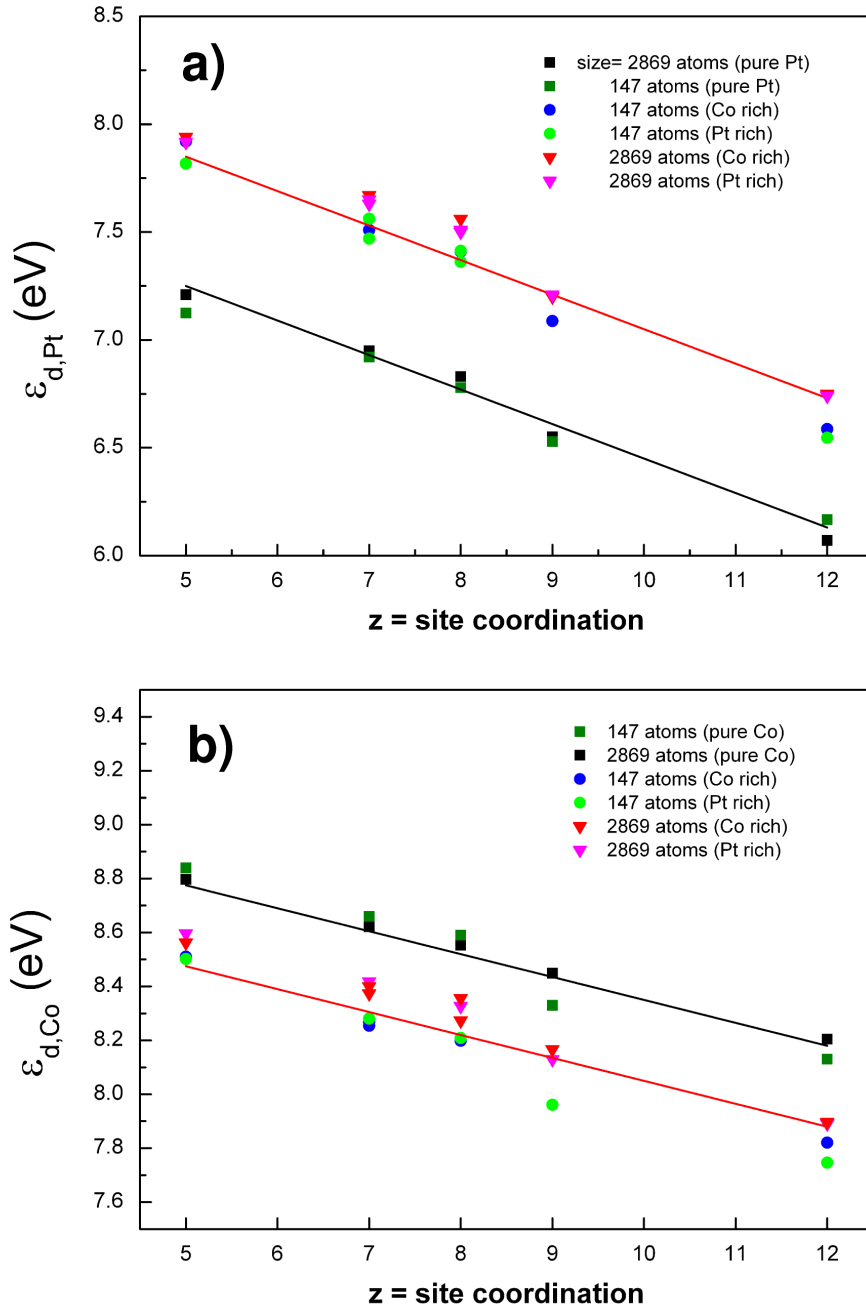 a)
size= 2869 atoms (pure Pt)
147 atoms (pure Pt)
147 atoms (Co rich)
147 atoms (Pt rich)
2869 atoms (Co rich)
2869 atoms (Pt rich)
8.5
8.0
7.5
7.0
6.5
6.0
ε_d,Pt (eV)
5 6 7 8 9 10 11 12
z = site coordination
b)
147 atoms (pure Co)
2869 atoms (pure Co)
147 atoms (Co rich)
147 atoms (Pt rich)
2869 atoms (Co rich)
2869 atoms (Pt rich)
9.4
9.2
9.0
8.8
8.6
8.4
8.2
8.0
7.8
7.6
ε_d,Co (eV)
5 6 7 8 9 10 11 12
z = site coordination